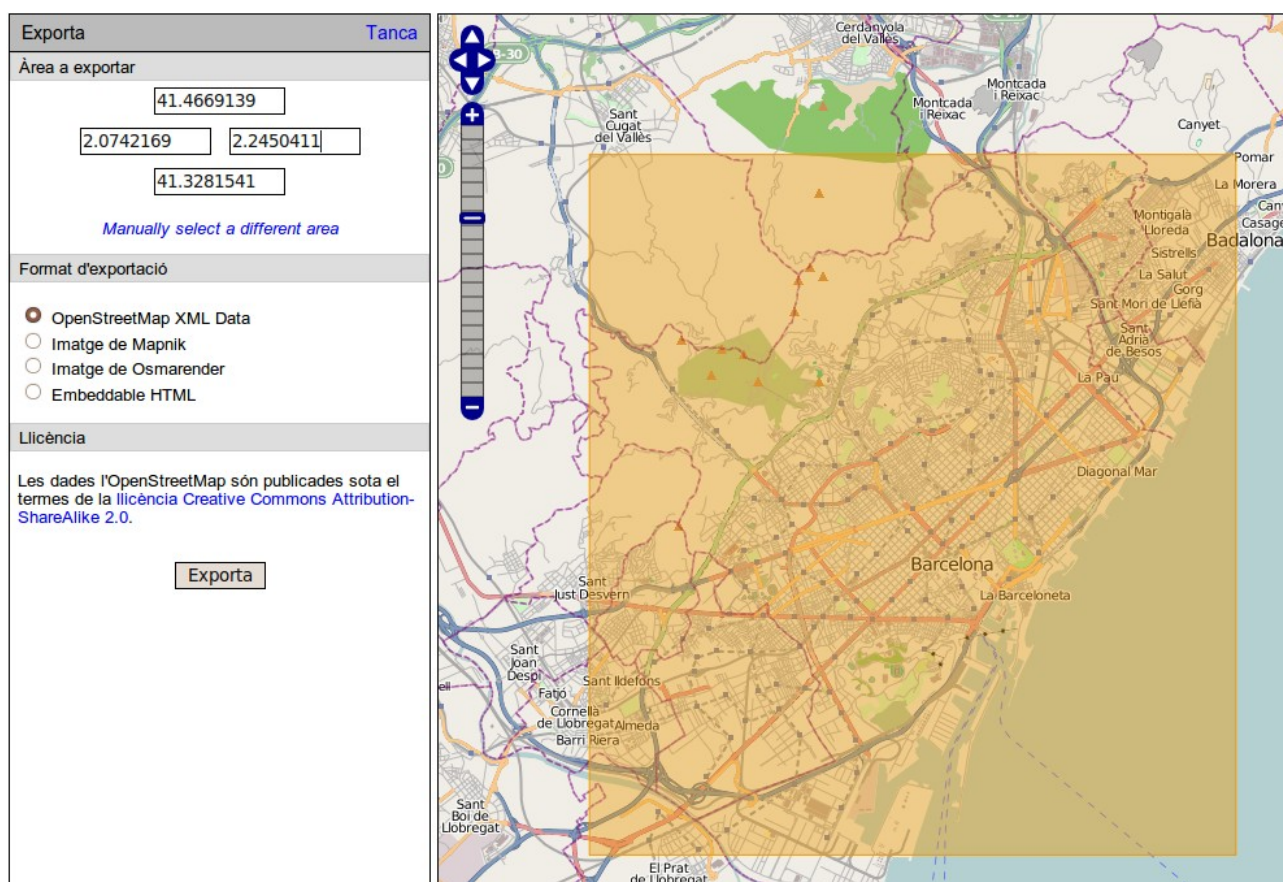 Exporta Tanca
Àrea a exportar
41.4669139
2.0742169 2.2450411
41.3281541
Manually select a different area
Format d'exportació
OpenStreetMap XML Data
Imatge de Mapnik
Imatge de Osmarender
Embeddable HTML
Llicència
Les dades l'OpenStreetMap són publicades sota el
termes de la llicència Creative Commons Attribution-
ShareAlike 2.0.
Exporta
Cerdanyola
del Vallès
B-30
Montcada
i Reixac
Montcada
i Reixac
Sant
Cugat
del Vallès
Canyet
Pomar
La Morera
Montigalà
Lloreda
Badalona
Sistrells
La Salut
Gorg
Sant Mori de Llefià
Sant
Adrià
de Besos
La Pau
Diagonal Mar
Barcelona
La Barceloneta
Sant
Just Desvern
Sant
Joan
Despí
Sant Ildefons
Fatjó
Cornellà
de Llobregat
Almeda
Barri Riera
Sant
Boi de
Llobregat
El Prat
de Llobregat